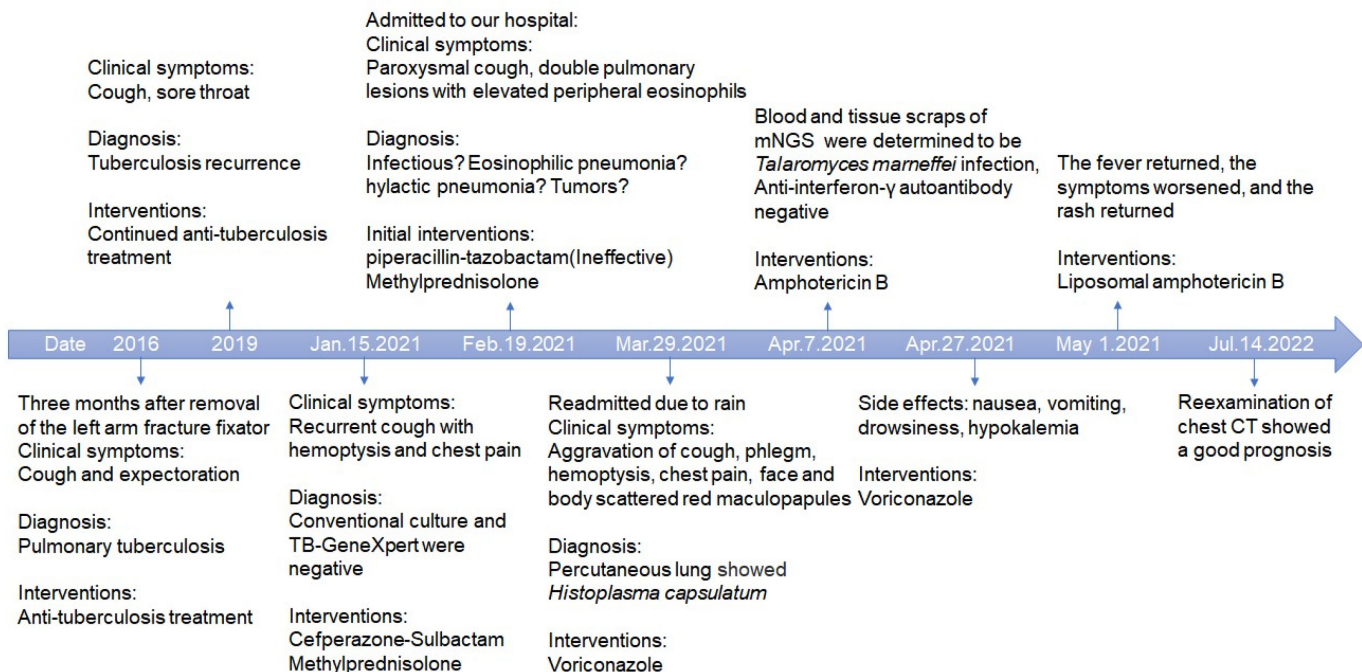 Clinical symptoms:
Cough, sore throat
Diagnosis:
Tuberculosis recurrence
Interventions:
Continued anti-tuberculosis
treatment
Admitted to our hospital:
Clinical symptoms:
Paroxysmal cough, double pulmonary
lesions with elevated peripheral eosinophils
Diagnosis:
Infectious? Eosinophilic pneumonia?
hylactic pneumonia? Tumors?
Initial interventions:
piperacillin-tazobactam(Ineffective)
Methylprednisolone
Blood and tissue scraps of
mNGS were determined to be
Talaromyces marneffei infection,
Anti-interferon-γ autoantibody
negative
Interventions:
Amphotericin B
The fever returned, the
symptoms worsened, and the
rash returned
Interventions:
Liposomal amphotericin B
Date 2016 2019 Jan.15.2021 Feb.19.2021 Mar.29.2021 Apr.7.2021 Apr.27.2021 May 1.2021 Jul.14.2022
Three months after removal
of the left arm fracture fixator
Clinical symptoms:
Cough and expectoration
Diagnosis:
Pulmonary tuberculosis
Interventions:
Anti-tuberculosis treatment
Clinical symptoms:
Recurrent cough with
hemoptysis and chest pain
Diagnosis:
Conventional culture and
TB-GeneXpert were
negative
Interventions:
Cefperazone-Sulbactam
Methylprednisolone
Readmitted due to rain
Clinical symptoms:
Aggravation of cough, phlegm,
hemoptysis, chest pain, face and
body scattered red maculopapules
Diagnosis:
Percutaneous lung showed
Histoplasma capsulatum
Interventions:
Voriconazole
Side effects: nausea, vomiting,
drowsiness, hypokalemia
Interventions:
Voriconazole
Reexamination of
chest CT showed
a good prognosis